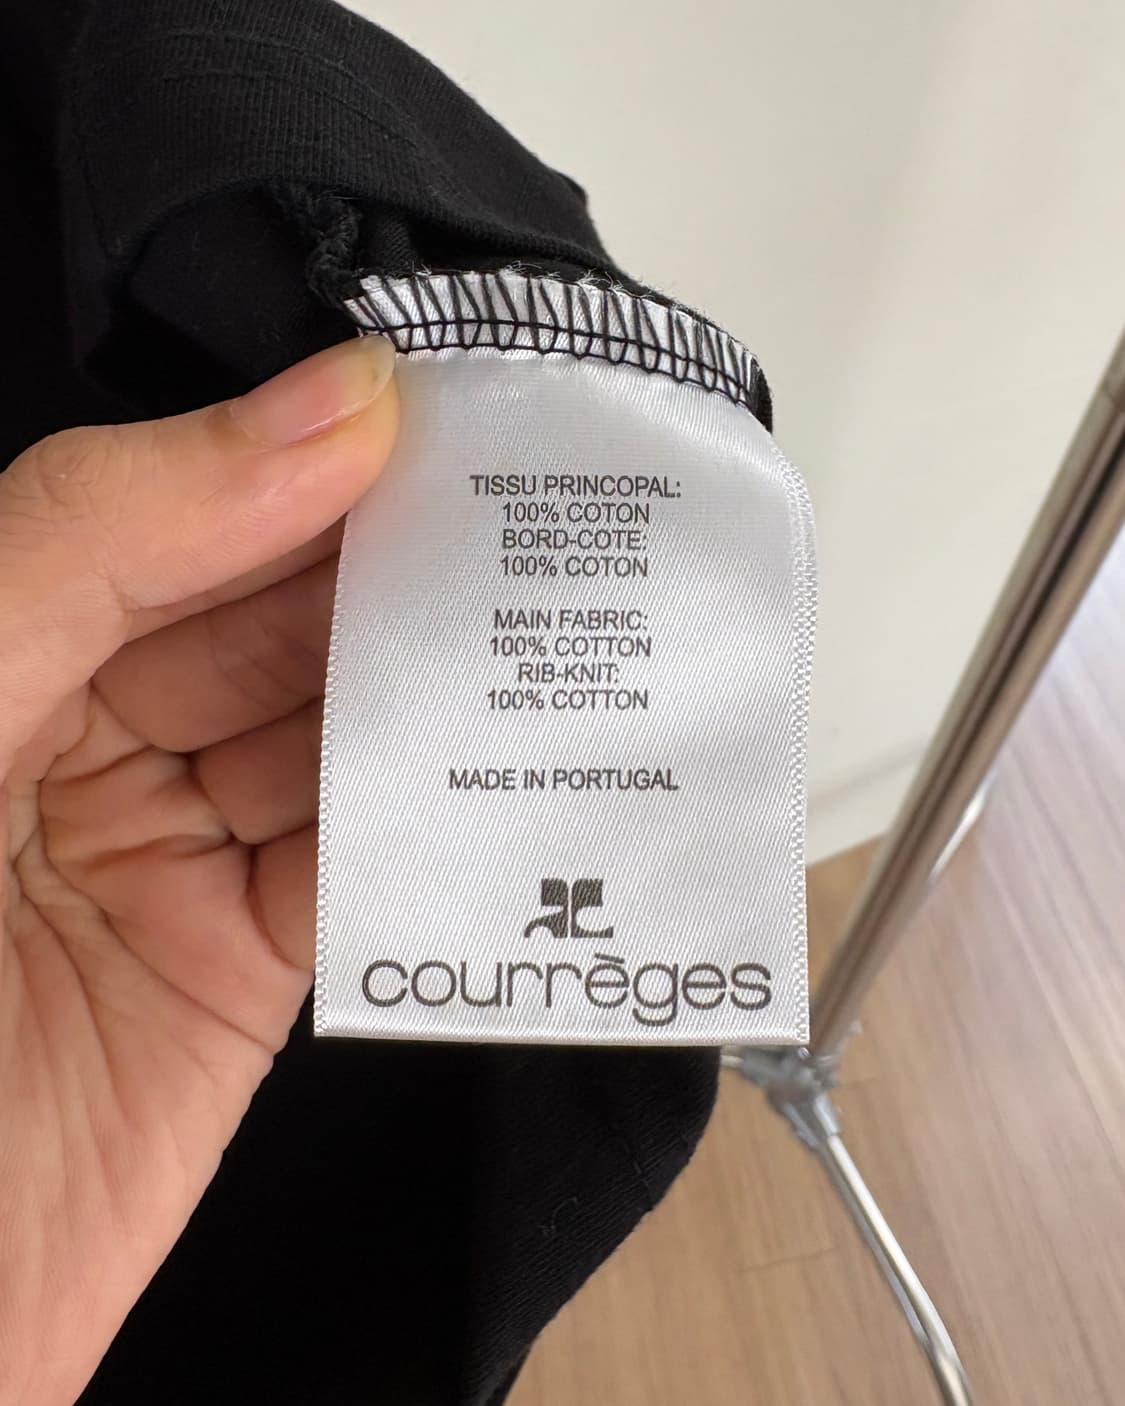 TISSU PRINCOPAL:
100% COTON
BORD-COTE:
100% COTON
MAIN FABRIC:
100% COTTON
RIB-KNIT:
100% COTTON
MADE IN PORTUGAL
courrèges